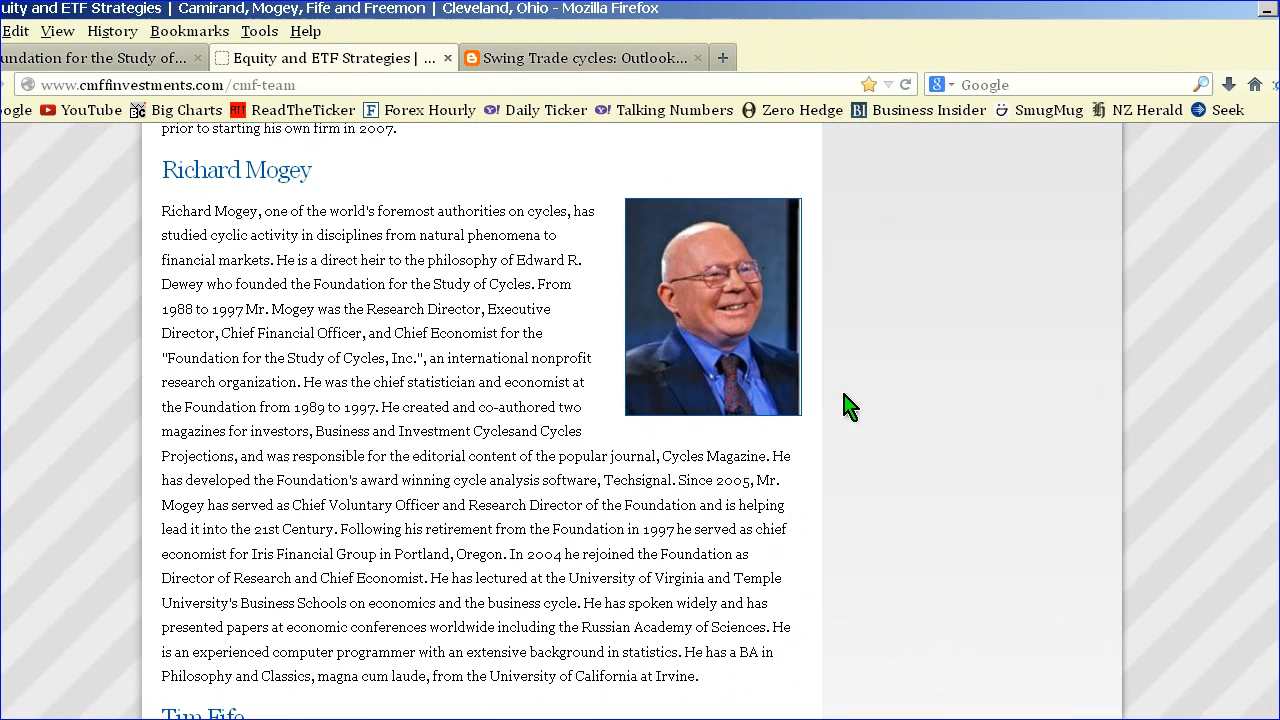 uity and ETF Strategies | Camirand, Mogey, Fife and Freemon | Cleveland, Ohio - Mozilla Firefox
Edit View History Bookmarks Tools Help
undation for the Study of... × Equity and ETF Strategies | ... × Swing Trade cycles: Outlook... × +
www.cmffinvestments.com/cmf-team Google
ogle YouTube Big Charts ReadTheTicker Forex Hourly Daily Ticker Talking Numbers Zero Hedge Business Insider SmugMug NZ Herald Seek
prior to starting his own firm in 2007.
Richard Mogey
Richard Mogey, one of the world's foremost authorities on cycles, has
studied cyclic activity in disciplines from natural phenomena to
financial markets. He is a direct heir to the philosophy of Edward R.
Dewey who founded the Foundation for the Study of Cycles. From
1988 to 1997 Mr. Mogey was the Research Director, Executive
Director, Chief Financial Officer, and Chief Economist for the
"Foundation for the Study of Cycles, Inc.", an international nonprofit
research organization. He was the chief statistician and economist at
the Foundation from 1989 to 1997. He created and co-authored two
magazines for investors, Business and Investment Cyclesand Cycles
Projections, and was responsible for the editorial content of the popular journal, Cycles Magazine. He
has developed the Foundation's award winning cycle analysis software, Techsignal. Since 2005, Mr.
Mogey has served as Chief Voluntary Officer and Research Director of the Foundation and is helping
lead it into the 21st Century. Following his retirement from the Foundation in 1997 he served as chief
economist for Iris Financial Group in Portland, Oregon. In 2004 he rejoined the Foundation as
Director of Research and Chief Economist. He has lectured at the University of Virginia and Temple
University's Business Schools on economics and the business cycle. He has spoken widely and has
presented papers at economic conferences worldwide including the Russian Academy of Sciences. He
is an experienced computer programmer with an extensive background in statistics. He has a BA in
Philosophy and Classics, magna cum laude, from the University of California at Irvine.
Tim Fife